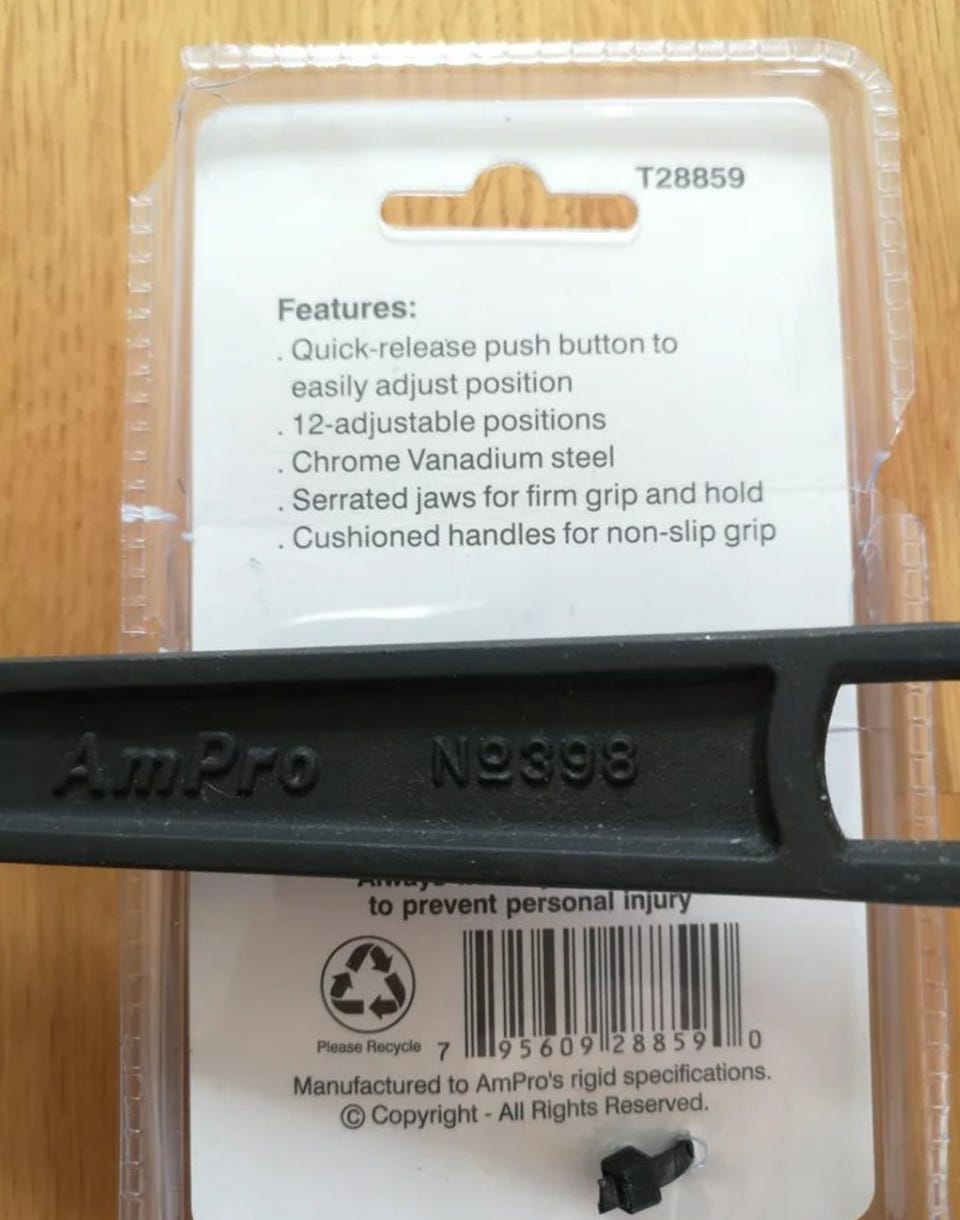 T28859
Features:
. Quick-release push button to
easily adjust position
. 12-adjustable positions
. Chrome Vanadium steel
. Serrated jaws for firm grip and hold
. Cushioned handles for non-slip grip
AmPro Nº398
to prevent personal injury
Please Recycle
7 95609 28859 0
Manufactured to AmPro's rigid specifications.
© Copyright - All Rights Reserved.